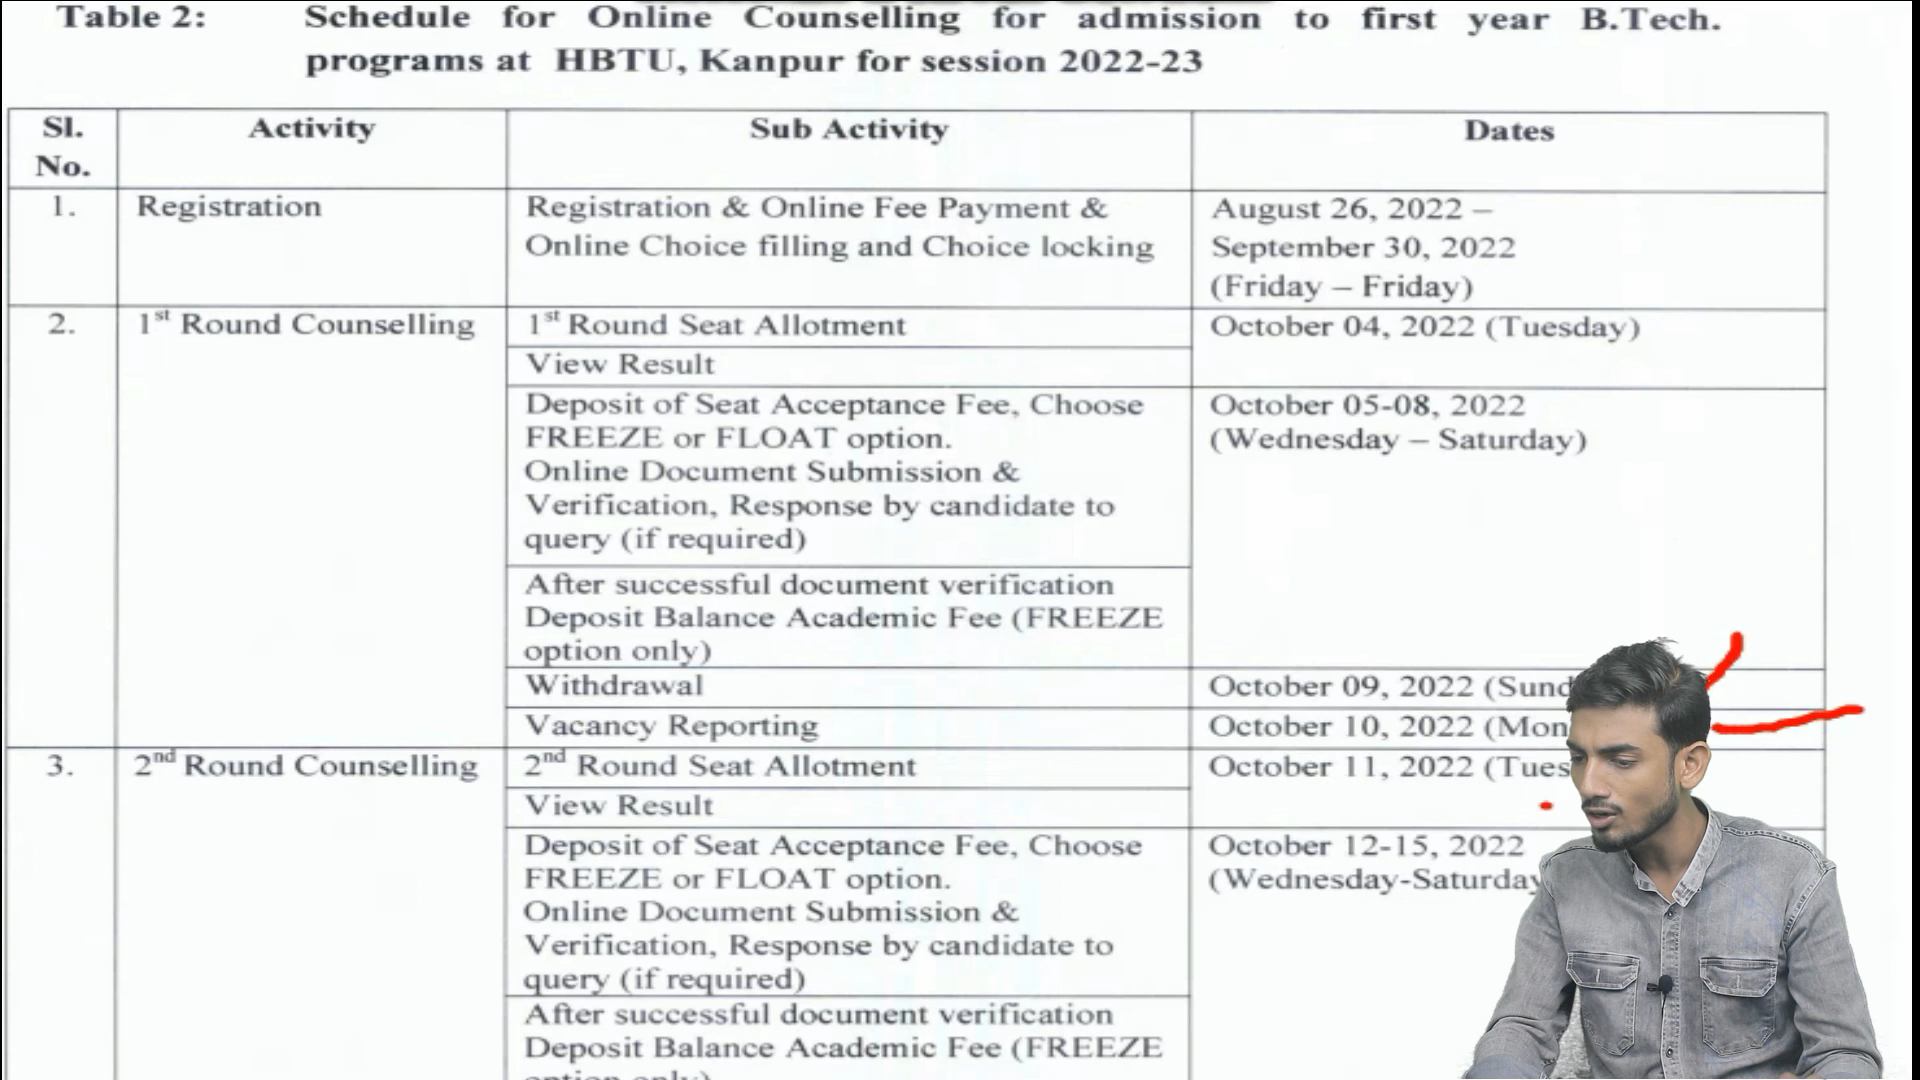 Table 2: Schedule for Online Counselling for admission to first year B.Tech.
programs at HBTU, Kanpur for session 2022-23
Sl. No. Activity Sub Activity Dates
1. Registration Registration & Online Fee Payment & August 26, 2022 –
Online Choice filling and Choice locking September 30, 2022
(Friday – Friday)
2. 1st Round Counselling 1st Round Seat Allotment October 04, 2022 (Tuesday)
View Result
Deposit of Seat Acceptance Fee, Choose October 05-08, 2022
FREEZE or FLOAT option. (Wednesday – Saturday)
Online Document Submission &
Verification, Response by candidate to
query (if required)
After successful document verification
Deposit Balance Academic Fee (FREEZE
option only)
Withdrawal October 09, 2022 (Sund
Vacancy Reporting October 10, 2022 (Mon
3. 2nd Round Counselling 2nd Round Seat Allotment October 11, 2022 (Tues
View Result
Deposit of Seat Acceptance Fee, Choose October 12-15, 2022
FREEZE or FLOAT option. (Wednesday-Saturday
Online Document Submission &
Verification, Response by candidate to
query (if required)
After successful document verification
Deposit Balance Academic Fee (FREEZE
option only)